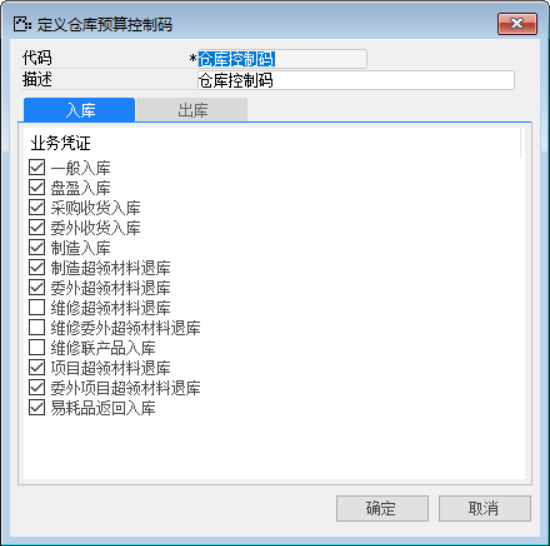 定义仓库预算控制码
代码 *仓库控制码
描述 仓库控制码
入库 出库
业务凭证
一般入库
盘盈入库
采购收货入库
委外收货入库
制造入库
制造超领材料退库
委外超领材料退库
维修超领材料退库
维修委外超领材料退库
维修联产品入库
项目超领材料退库
委外项目超领材料退库
易耗品返回入库
确定 取消